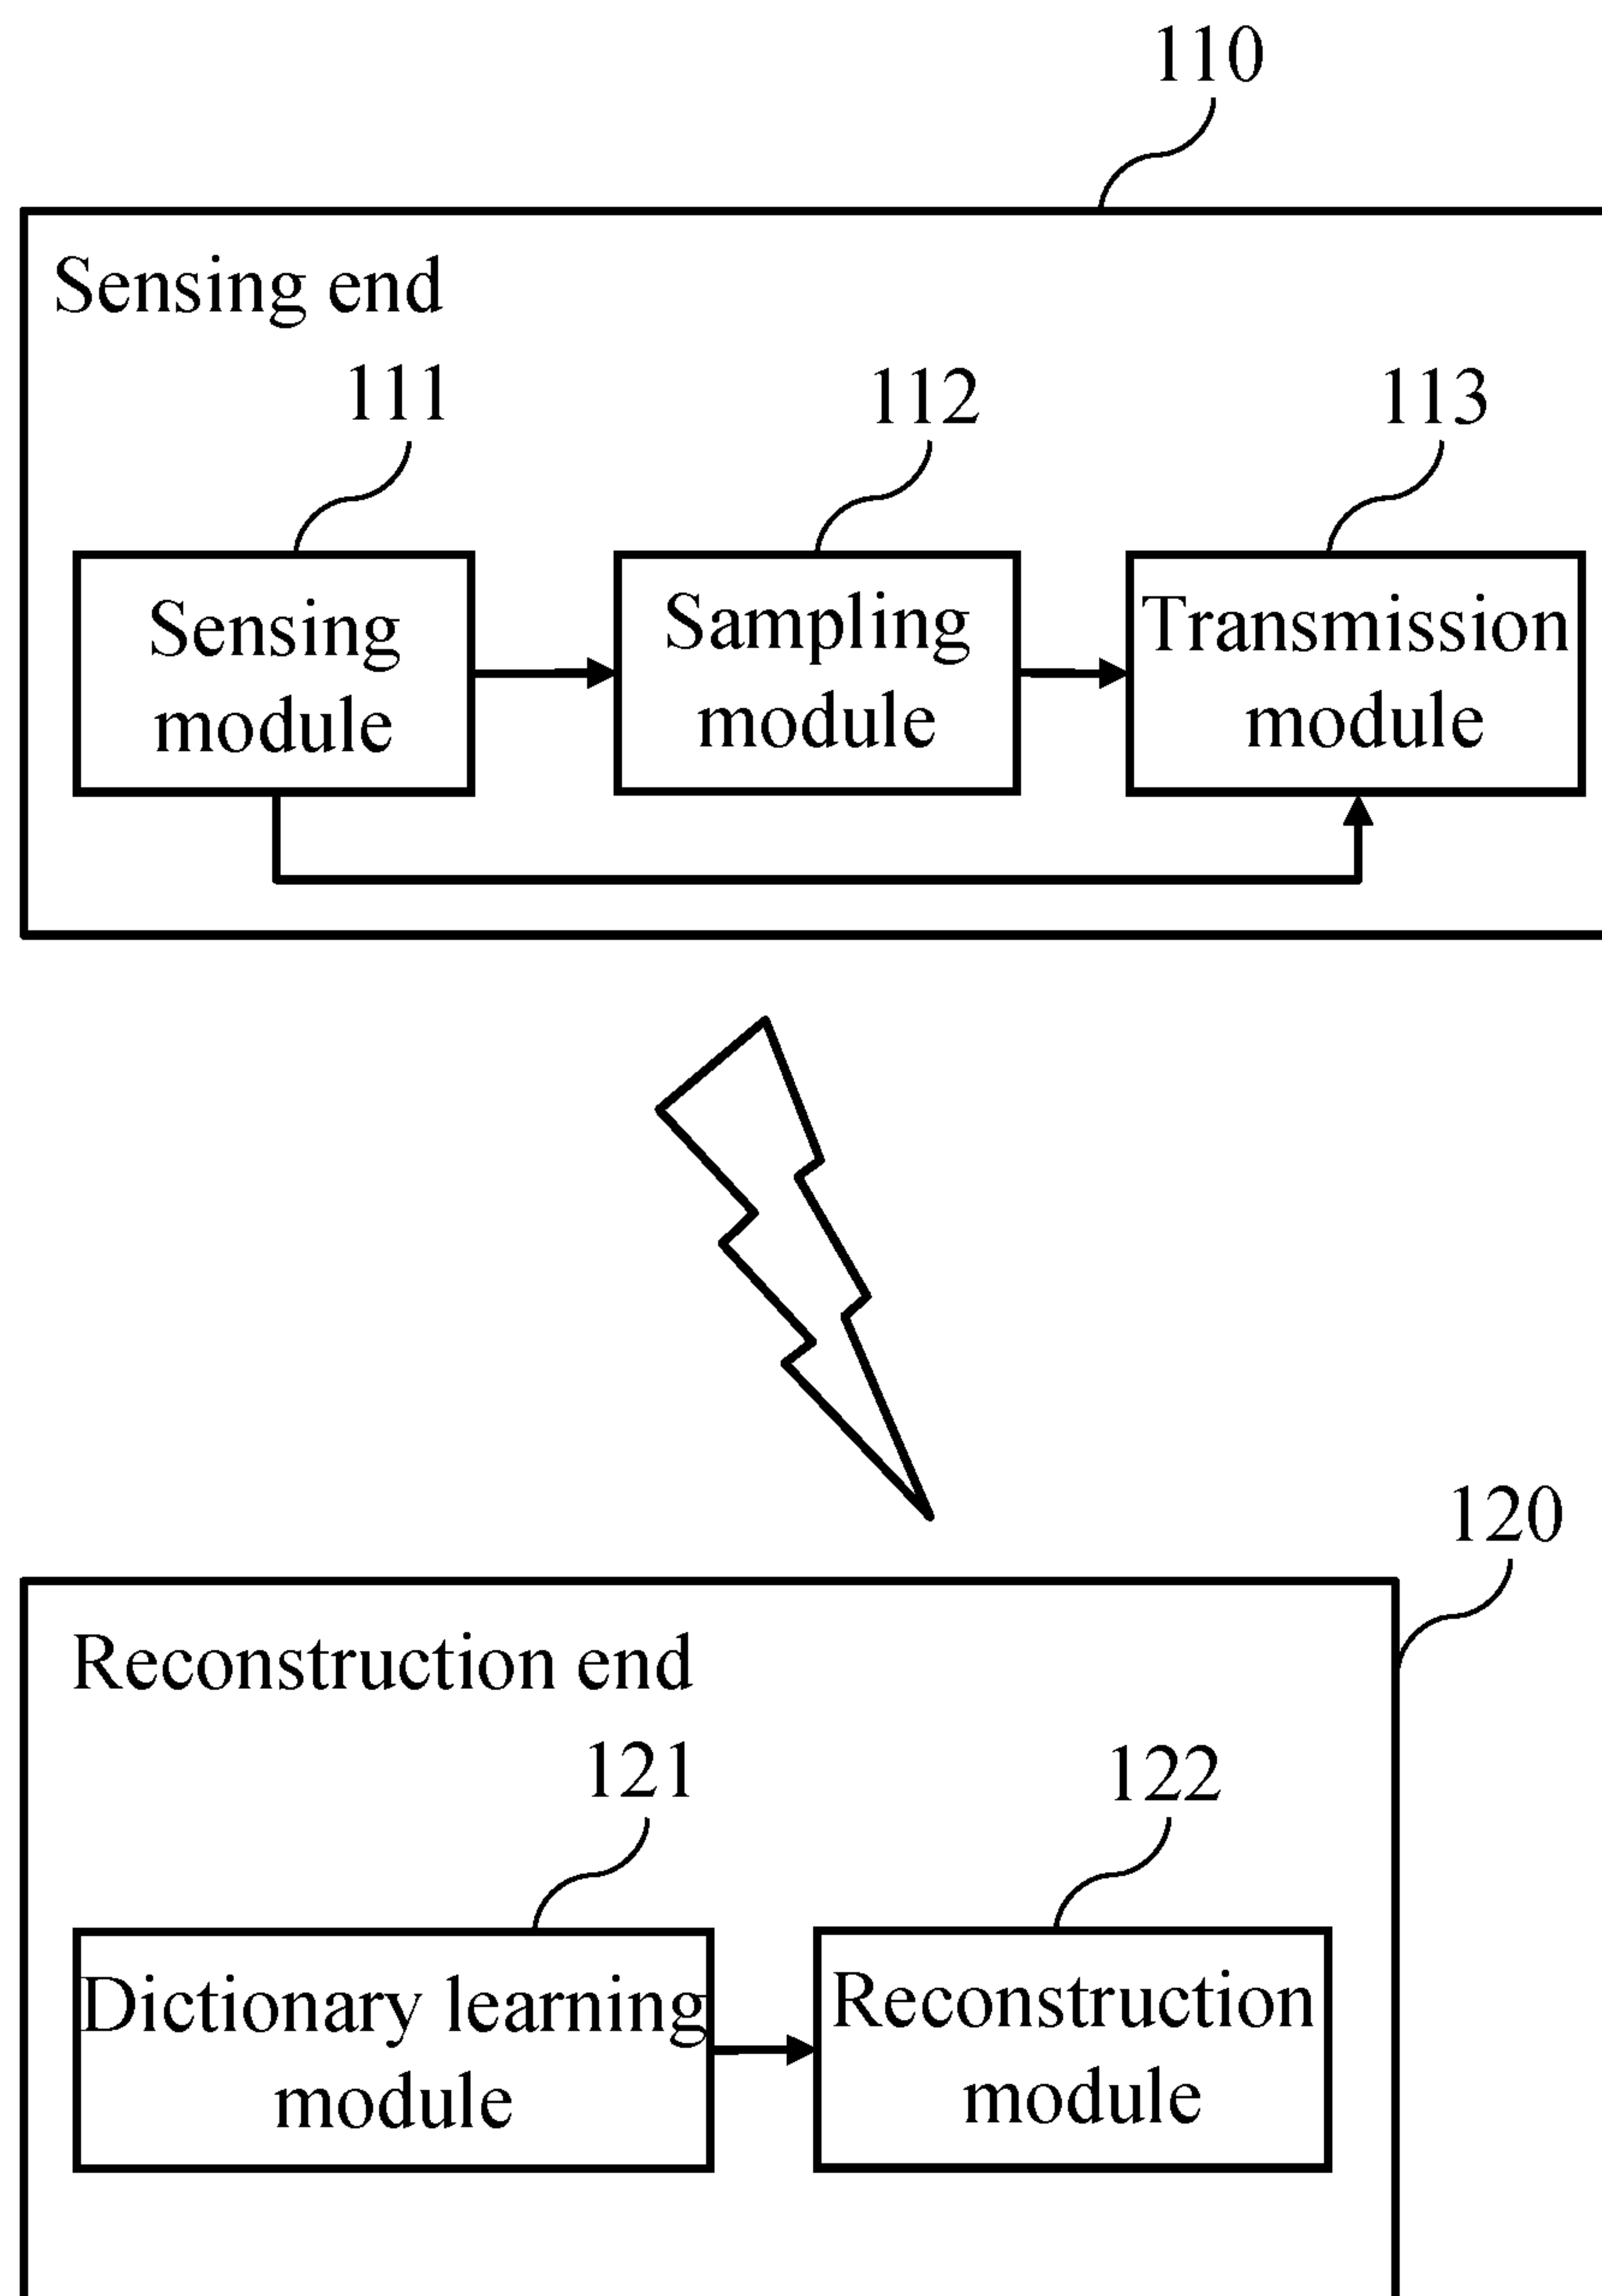 110
Sensing end
111
112
113
Sensing
module
Sampling
module
Transmission
module
120
Reconstruction end
121
122
Dictionary learning
module
Reconstruction
module